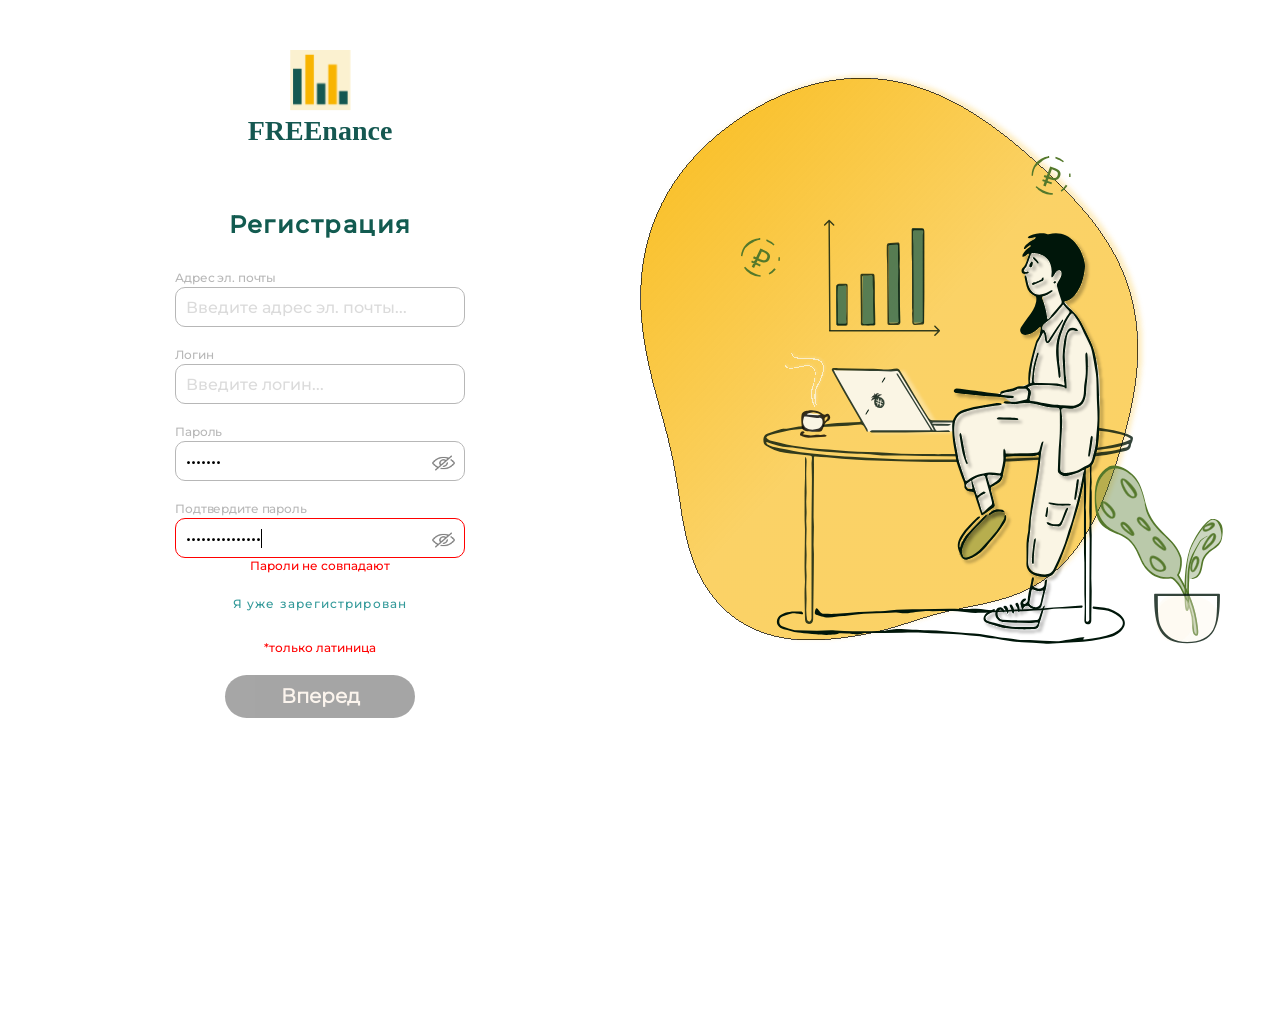 FREEnance
Регистрация
Адрес эл. почты
Введите адрес эл. почты...
Логин
Введите логин...
Пароль
•••••••
Подтвердите пароль
•••••••••••••••
Пароли не совпадают
Я уже зарегистрирован
*только латиница
Вперед